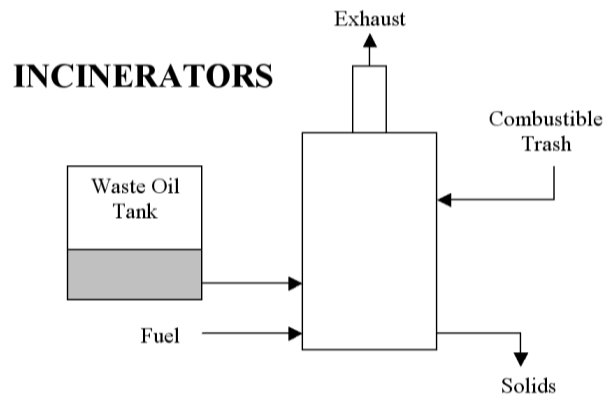 Exhaust
INCINERATORS
Combustible
Trash
Waste Oil
Tank
Fuel
Solids